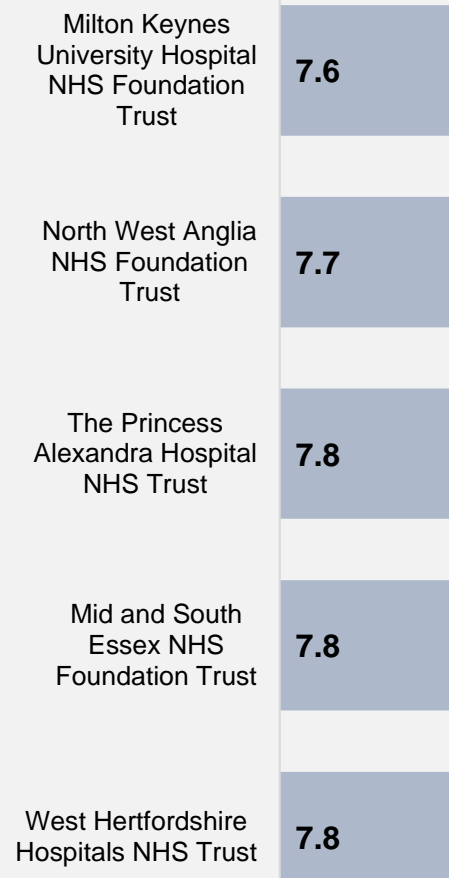 Milton Keynes
University Hospital
NHS Foundation
Trust
7.6
North West Anglia
NHS Foundation
Trust
7.7
The Princess
Alexandra Hospital
NHS Trust
7.8
Mid and South
Essex NHS
Foundation Trust
7.8
West Hertfordshire
Hospitals NHS Trust
7.8